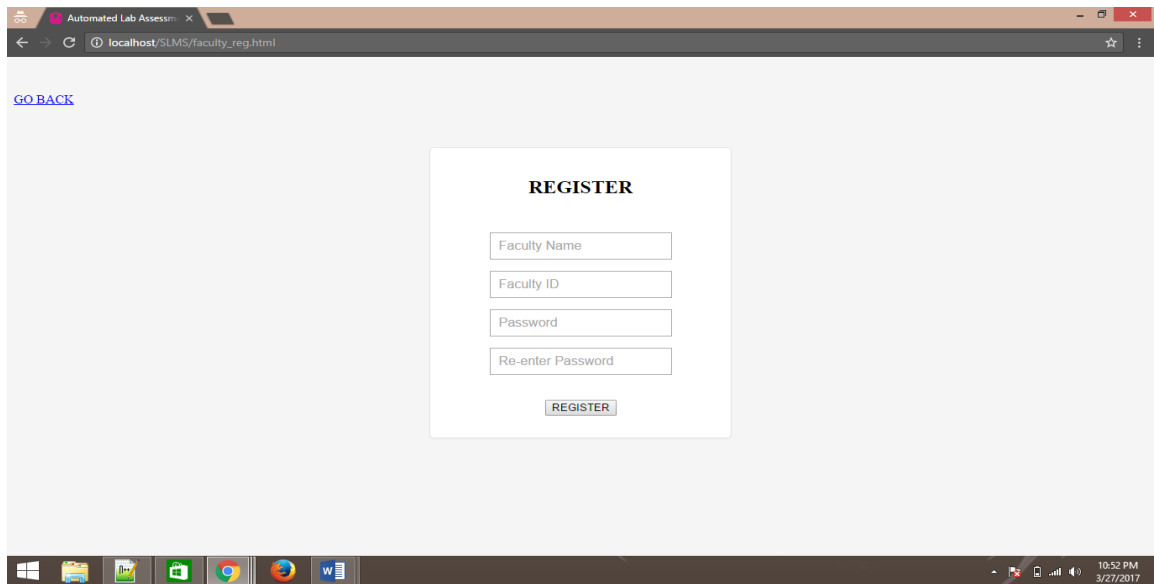 Automated Lab Assessm
localhost/SLMS/faculty_reg.html
GO BACK
REGISTER
Faculty Name
Faculty ID
Password
Re-enter Password
REGISTER
10:52 PM
3/27/2017